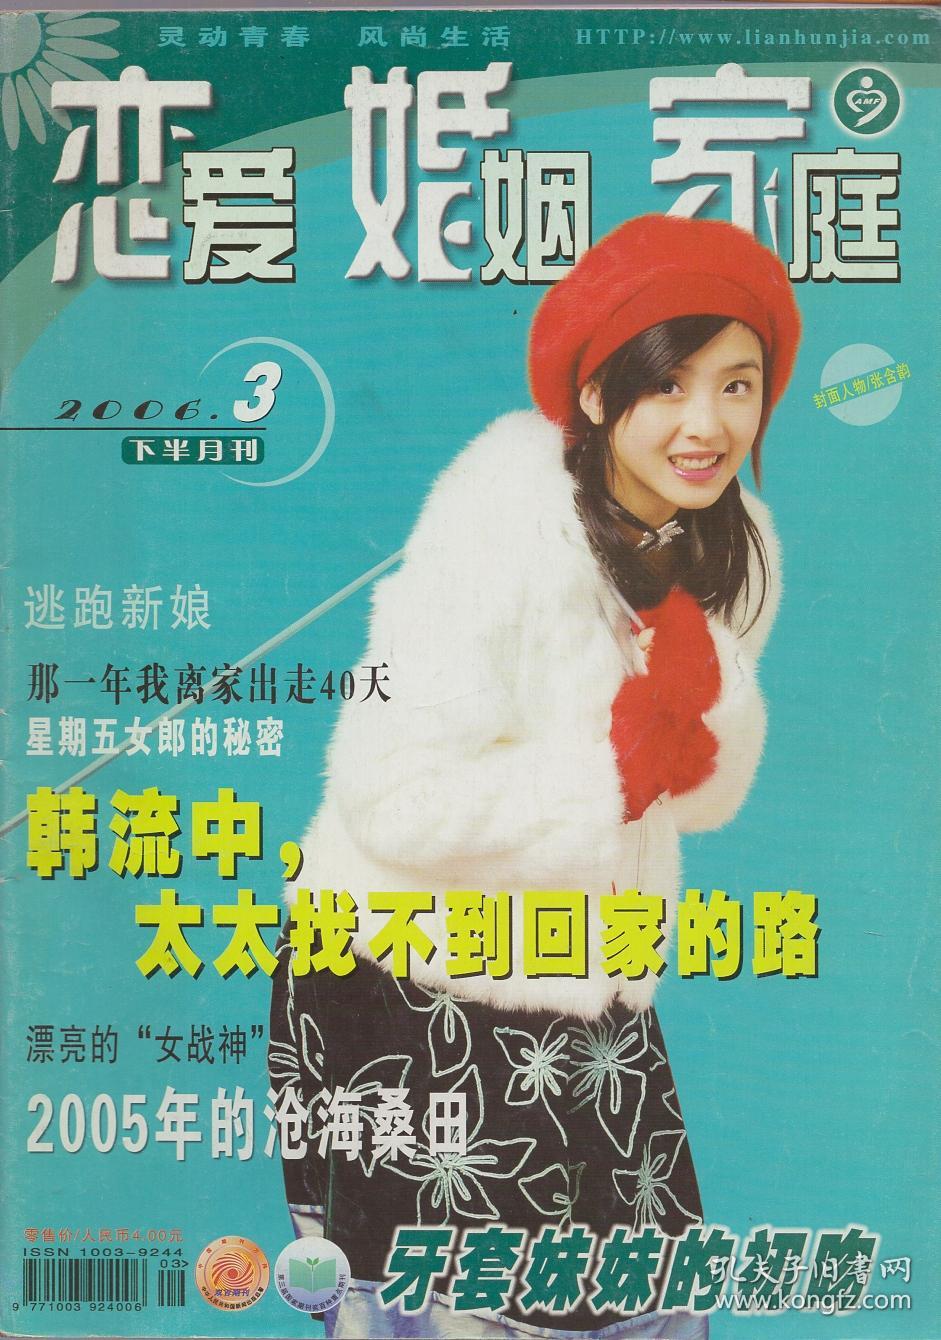 灵动青春 风尚生活 HTTP://www.lianhunjia.com
恋爱 婚姻 家庭
AMF
2006.3
下半月刊
封面人物/张含韵
逃跑新娘
那一年我离家出走40天
星期五女郎的秘密
韩流中，
太太找不到回家的路
漂亮的“女战神”
2005年的沧海桑田
牙套妹妹的
零售价/人民币4.00元
ISSN 1003-9244
03>
9 771003 924006
孔夫子旧书网
www.kongfz.com